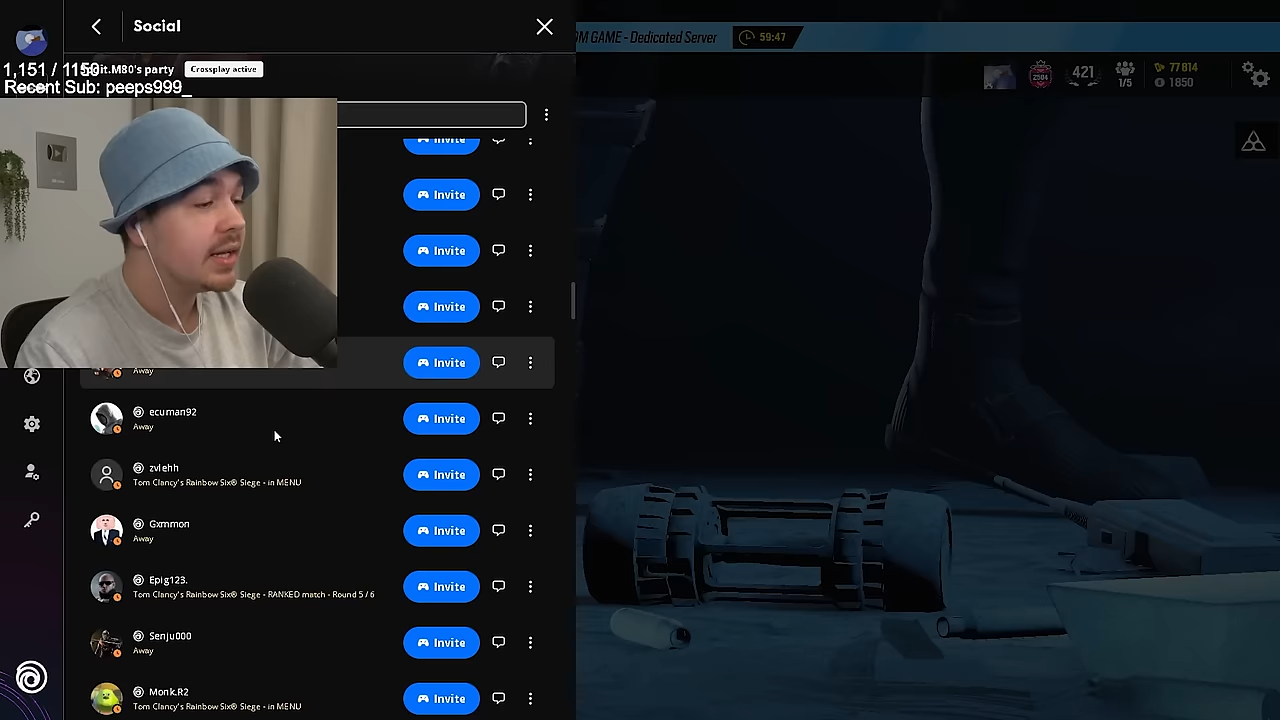 Social
OM GAME - Dedicated Server
59:47
1,151 / 1150
it.M80's party
Crossplay active
Recent Sub: peeps999_
2504
421
1/5
77 814
1850
Invite
Invite
Invite
Invite
Invite
Away
ecuman92
Away
Invite
zvlehh
Tom Clancy's Rainbow Six® Siege - in MENU
Invite
Gxmmon
Away
Invite
Epig123.
Tom Clancy's Rainbow Six® Siege - RANKED match - Round 5 / 6
Invite
Senju000
Away
Invite
Monk.R2
Tom Clancy's Rainbow Six® Siege - in MENU
Invite